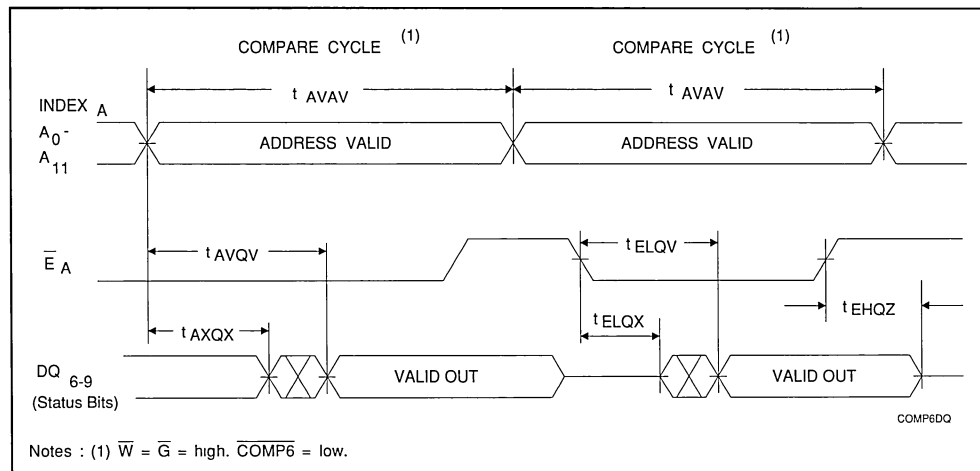 COMPARE CYCLE (1) COMPARE CYCLE (1)
t AVAV t AVAV
INDEX A
A0 -
A11
ADDRESS VALID ADDRESS VALID
t AVQV t ELQV
E̅ A
t EHQZ
t AXQX t ELQX
DQ 6-9
(Status Bits)
VALID OUT VALID OUT
COMP6DQ
Notes : (1) W̅ = G̅ = high. C̅O̅M̅P̅6̅ = low.